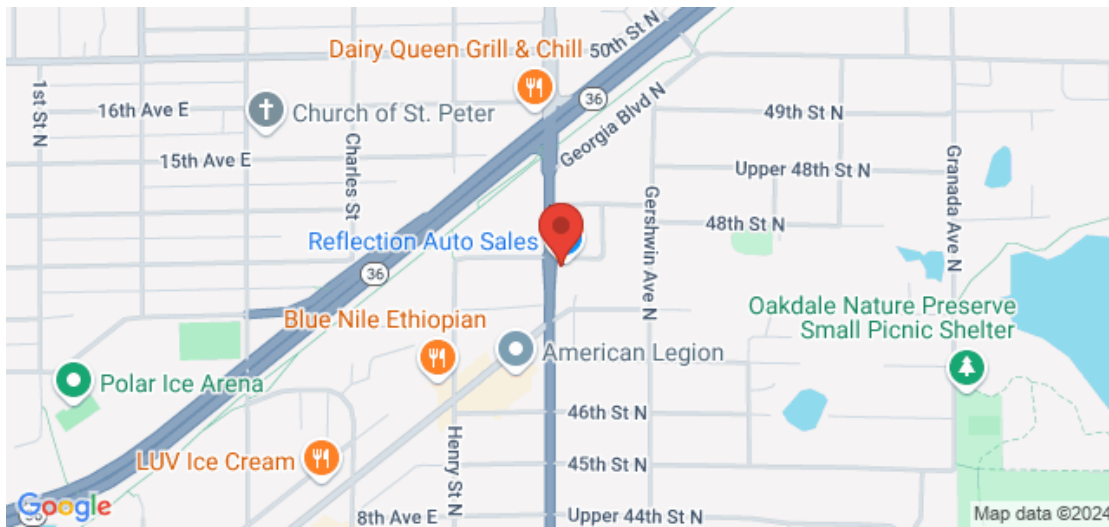 Dairy Queen Grill & Chill
50th St N
1st St N
16th Ave E
Church of St. Peter
36
Georgia Blvd N
49th St N
15th Ave E
Charles St
Upper 48th St N
Granada Ave N
Gershwin Ave N
48th St N
Reflection Auto Sales
36
Blue Nile Ethiopian
Oakdale Nature Preserve
Small Picnic Shelter
American Legion
Polar Ice Arena
46th St N
Henry St N
LUV Ice Cream
45th St N
Google
36
8th Ave E
Upper 44th St N
Map data ©2024